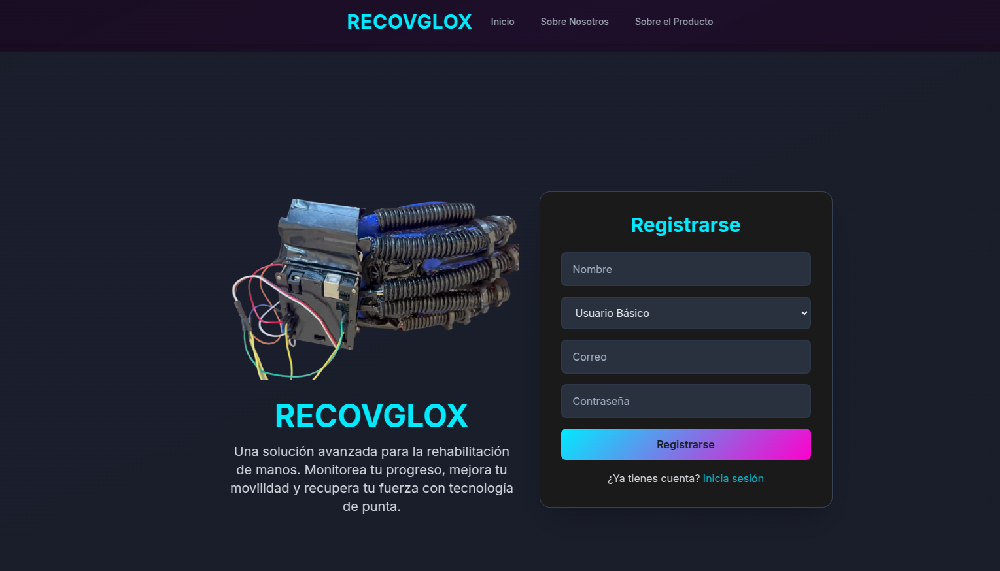 RECOVGLOX
Inicio
Sobre Nosotros
Sobre el Producto
RECOVGLOX
Una solución avanzada para la rehabilitación
de manos. Monitorea tu progreso, mejora tu
movilidad y recupera tu fuerza con tecnología
de punta.
Registrarse
Nombre
Usuario Básico
Correo
Contraseña
Registrarse
¿Ya tienes cuenta? Inicia sesión